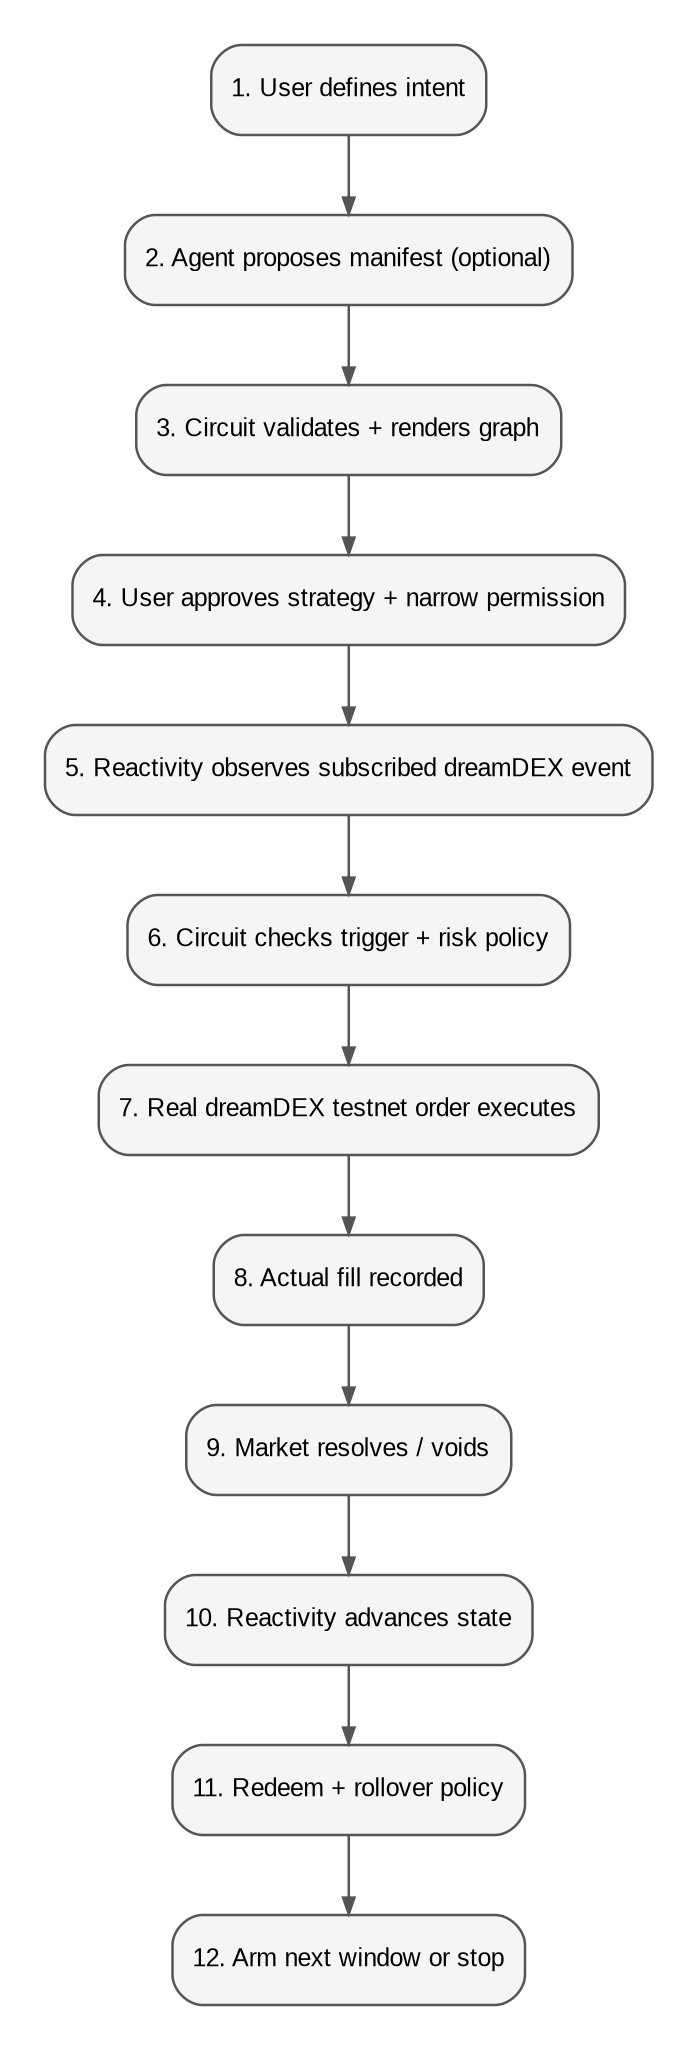 1. User defines intent
2. Agent proposes manifest (optional)
3. Circuit validates + renders graph
4. User approves strategy + narrow permission
5. Reactivity observes subscribed dreamDEX event
6. Circuit checks trigger + risk policy
7. Real dreamDEX testnet order executes
8. Actual fill recorded
9. Market resolves / voids
10. Reactivity advances state
11. Redeem + rollover policy
12. Arm next window or stop